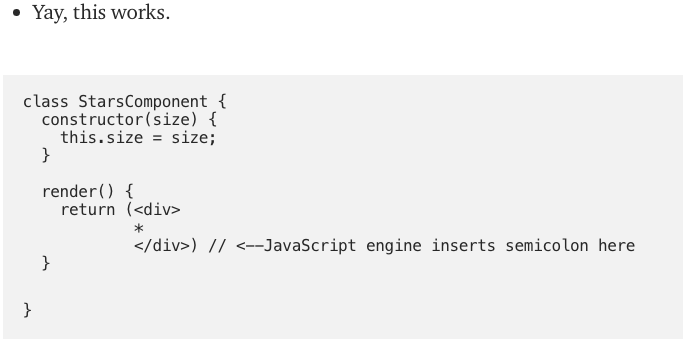 • Yay, this works.
class StarsComponent {
  constructor(size) {
    this.size = size;
  }
  render() {
    return (<div>
            *
            </div>) // <--JavaScript engine inserts semicolon here
  }
}